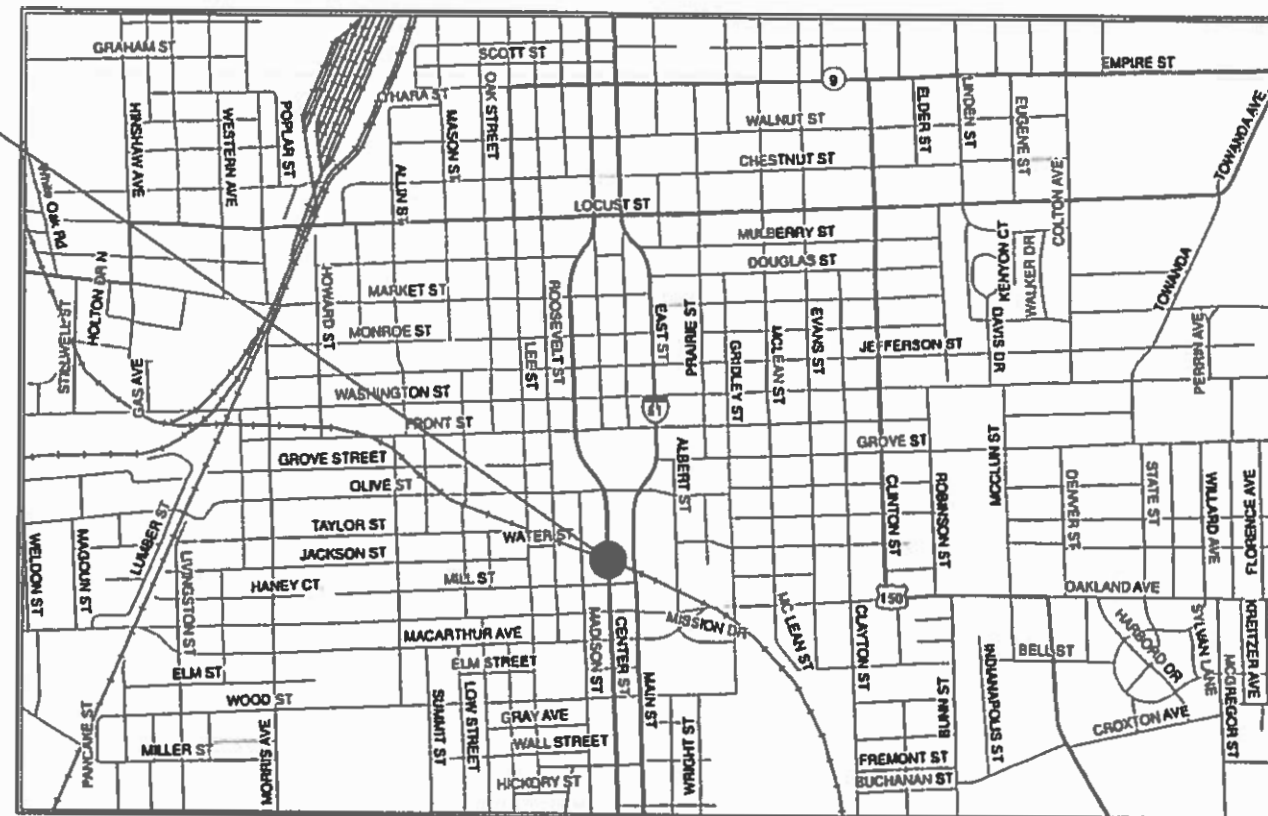 GRAHAM ST
SCOTT ST
EMPIRE ST
9
O'HARA ST
OAK STREET
MASON ST
HINSHAW AVE
WESTERN AVE
POPLAR ST
WALNUT ST
ELDER ST
LINDEN ST
EUGENE ST
TOWANDA AVE
CHESTNUT ST
ALLIN ST
White Oak Rd
LOCUST ST
COLTON AVE
MULBERRY ST
DOUGLAS ST
KENYON CT
WALKER DR
TOWANDA
HOLTON DR N
HOWARD ST
MARKET ST
ROOSEVELT ST
MONROE ST
STILLWELL ST
LEE ST
EAST ST
PRAIRIE ST
GRIDLEY ST
MCLEAN ST
EVANS ST
JEFFERSON ST
DAVIS DR
PERRIN AVE
GAS AVE
WASHINGTON ST
FRONT ST
51
GROVE ST
GROVE STREET
ALBERT ST
MCCLUN ST
OLIVE ST
CLINTON ST
ROBINSON ST
DENVER ST
STATE ST
WILLARD AVE
FLORENCE AVE
TAYLOR ST
WATER ST
LUMBER ST
JACKSON ST
WELDON ST
MAGOUN ST
LIVINGSTON ST
HANEY CT
MILL ST
OAKLAND AVE
150
MISSION DR
MC LEAN ST
CLAYTON ST
MACARTHUR AVE
MADISON ST
CENTER ST
MAIN ST
HARBORD DR
SYLVAN LANE
KREITZER AVE
ELM STREET
ELM ST
BELL ST
INDIANAPOLIS ST
MCGREGOR ST
WOOD ST
SUMMIT ST
LOW STREET
GRAY AVE
BUNN ST
CROXTON AVE
PANCAKE ST
MILLER ST
MORRIS AVE
WALL STREET
WRIGHT ST
FREMONT ST
HICKORY ST
BUCHANAN ST